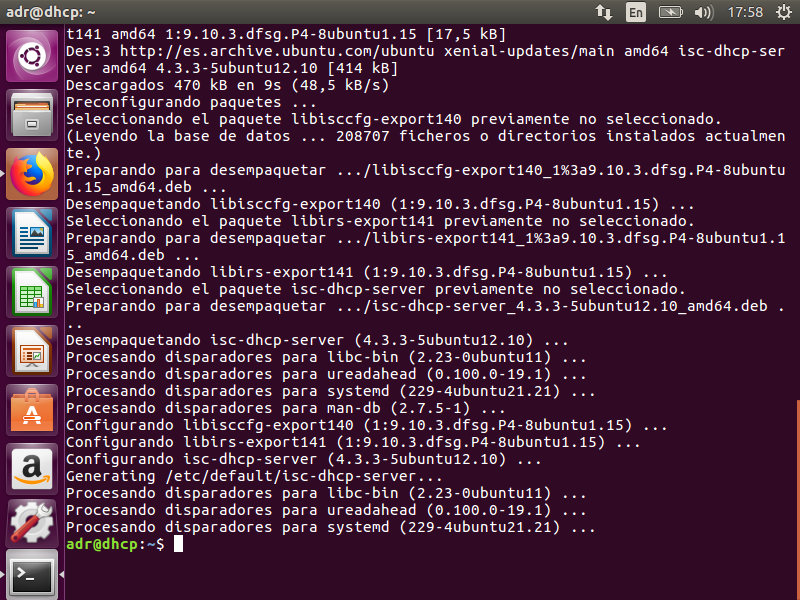 adr@dhcp: ~
En
17:58
t141 amd64 1:9.10.3.dfsg.P4-8ubuntu1.15 [17,5 kB]
Des:3 http://es.archive.ubuntu.com/ubuntu xenial-updates/main amd64 isc-dhcp-ser
ver amd64 4.3.3-5ubuntu12.10 [414 kB]
Descargados 470 kB en 9s (48,5 kB/s)
Preconfigurando paquetes ...
Seleccionando el paquete libisccfg-export140 previamente no seleccionado.
(Leyendo la base de datos ... 208707 ficheros o directorios instalados actualmen
te.)
Preparando para desempaquetar .../libisccfg-export140_1%3a9.10.3.dfsg.P4-8ubuntu
1.15_amd64.deb ...
Desempaquetando libisccfg-export140 (1:9.10.3.dfsg.P4-8ubuntu1.15) ...
Seleccionando el paquete libirs-export141 previamente no seleccionado.
Preparando para desempaquetar .../libirs-export141_1%3a9.10.3.dfsg.P4-8ubuntu1.1
5_amd64.deb ...
Desempaquetando libirs-export141 (1:9.10.3.dfsg.P4-8ubuntu1.15) ...
Seleccionando el paquete isc-dhcp-server previamente no seleccionado.
Preparando para desempaquetar .../isc-dhcp-server_4.3.3-5ubuntu12.10_amd64.deb .
..
Desempaquetando isc-dhcp-server (4.3.3-5ubuntu12.10) ...
Procesando disparadores para libc-bin (2.23-0ubuntu11) ...
Procesando disparadores para ureadahead (0.100.0-19.1) ...
Procesando disparadores para systemd (229-4ubuntu21.21) ...
Procesando disparadores para man-db (2.7.5-1) ...
Configurando libisccfg-export140 (1:9.10.3.dfsg.P4-8ubuntu1.15) ...
Configurando libirs-export141 (1:9.10.3.dfsg.P4-8ubuntu1.15) ...
Configurando isc-dhcp-server (4.3.3-5ubuntu12.10) ...
Generating /etc/default/isc-dhcp-server...
Procesando disparadores para libc-bin (2.23-0ubuntu11) ...
Procesando disparadores para ureadahead (0.100.0-19.1) ...
Procesando disparadores para systemd (229-4ubuntu21.21) ...
adr@dhcp:~$